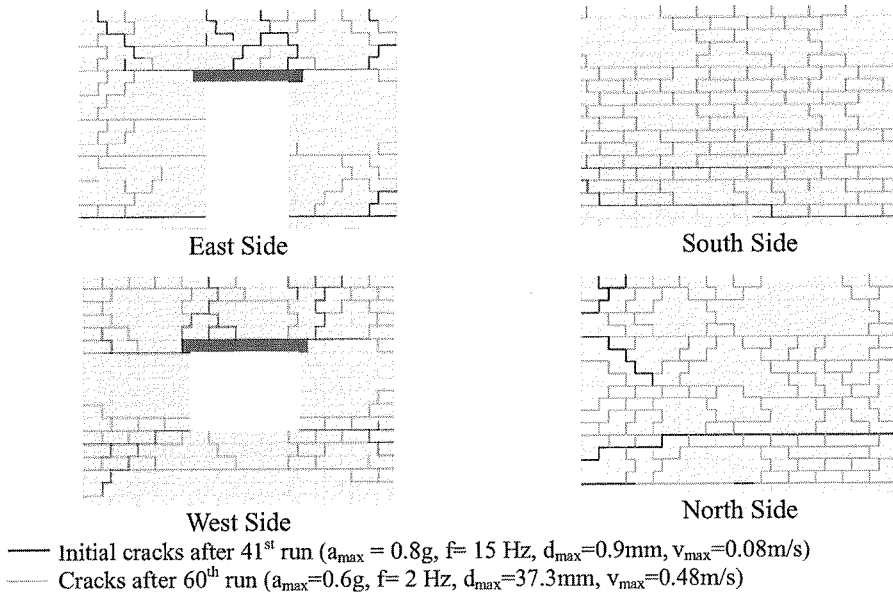 East Side
South Side
West Side
North Side
Initial cracks after 41st run (amax = 0.8g, f= 15 Hz, dmax=0.9mm, vmax=0.08m/s)
Cracks after 60th run (amax=0.6g, f= 2 Hz, dmax=37.3mm, vmax=0.48m/s)